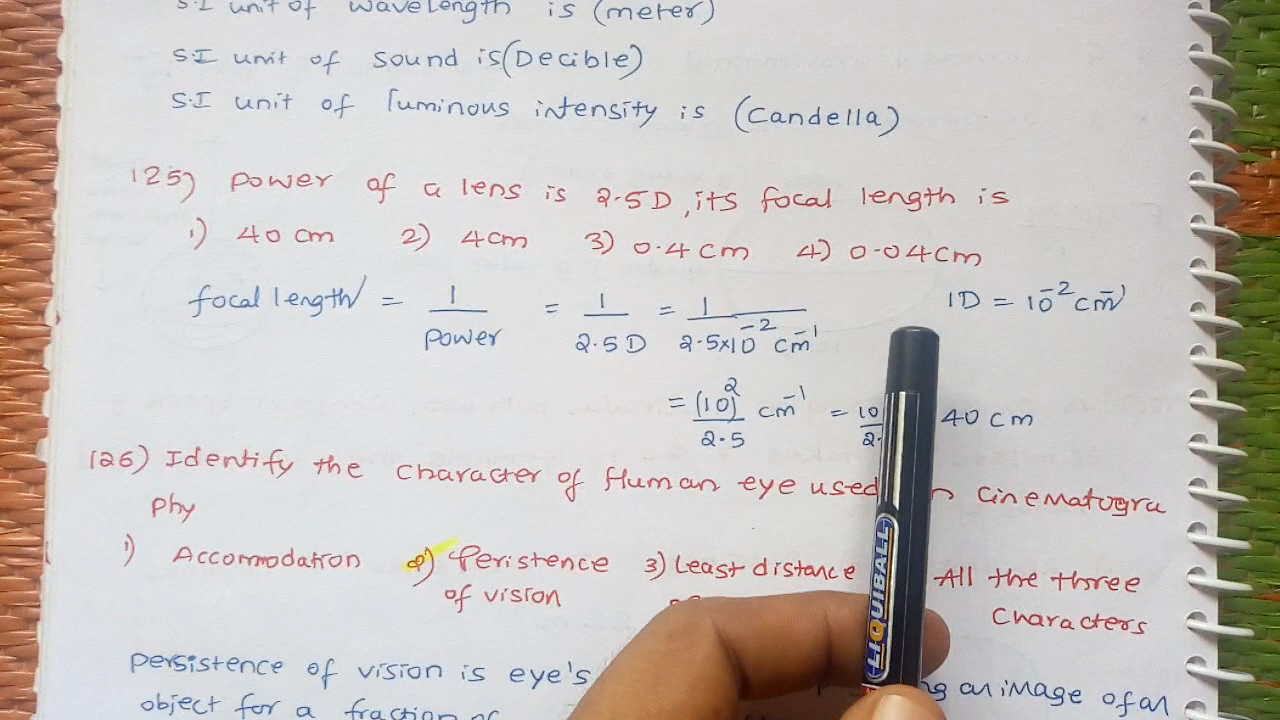 S.I unit of wavelength is (meter)
S.I unit of sound is (Decible)
S.I unit of luminous intensity is (Candella)
125) Power of a lens is 2.5D, its focal length is
1) 40 cm 2) 4cm 3) 0.4cm 4) 0.04cm
focal length = 1/Power = 1/2.5D = 1/2.5×10⁻² cm⁻¹ 1D = 10⁻² cm⁻¹
= (10)²/2.5 cm⁻¹ = 10 40 cm
126) Identify the character of Human eye used in Cinematogra
phy
1) Accomodation 2) Peristence 3) Least distance All the three
of vision Characters
persistence of vision is eye's an image of an
object for a fraction of
LIQUIBALL